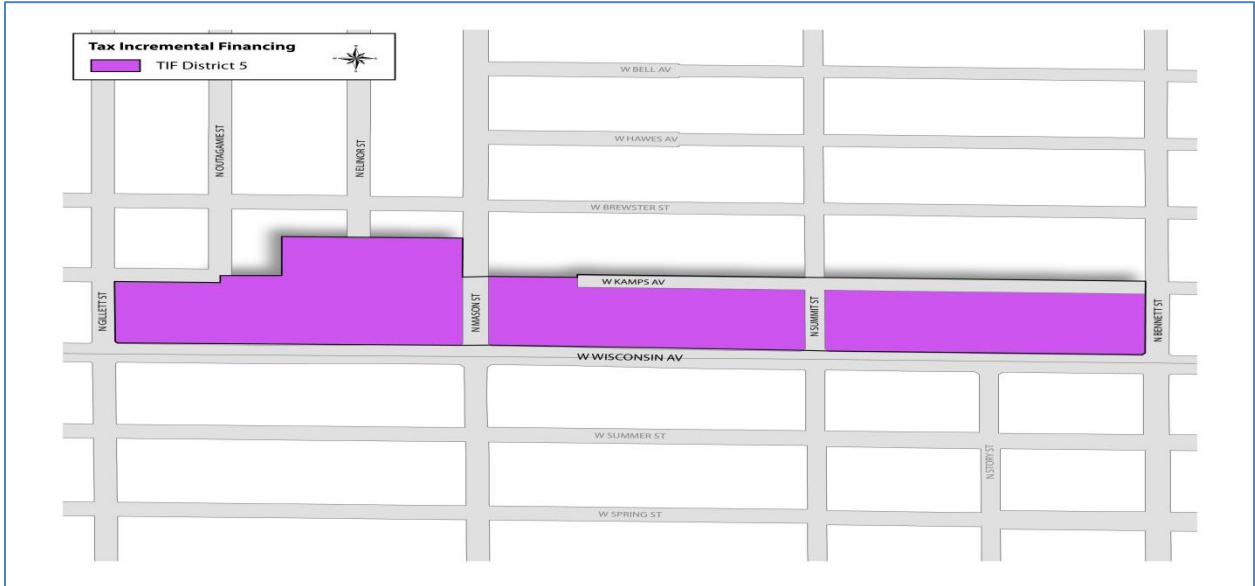 Tax Incremental Financing
TIF District 5
W BELL AV
N OUTAGAMIE ST
N ELINOR ST
W HAWES AV
W BREWSTER ST
W KAMPS AV
N GILLETT ST
N MASON ST
N SUMMIT ST
N BENNETT ST
W WISCONSIN AV
W SUMMER ST
N STORY ST
W SPRING ST